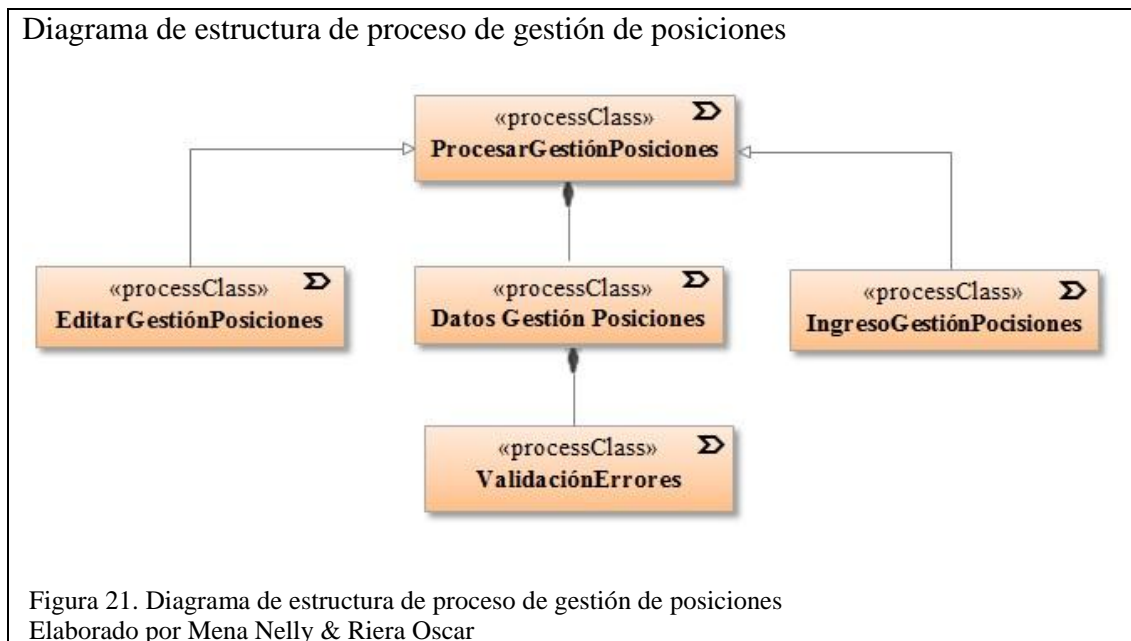 Diagrama de estructura de proceso de gestión de posiciones
«processClass»
ProcesarGestiónPosiciones
«processClass»
EditarGestiónPosiciones
«processClass»
Datos Gestión Posiciones
«processClass»
IngresoGestiónPocisiones
«processClass»
ValidaciónErrores
Figura 21. Diagrama de estructura de proceso de gestión de posiciones
Elaborado por Mena Nelly & Riera Oscar